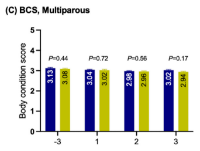 (C) BCS, Multiparous
Body condition score
5
4
3
2
1
0
P=0.44 P=0.72 P=0.56 P=0.17
3.13 3.08 3.04 3.02 2.98 2.96 3.02 2.94
-3 1 2 3